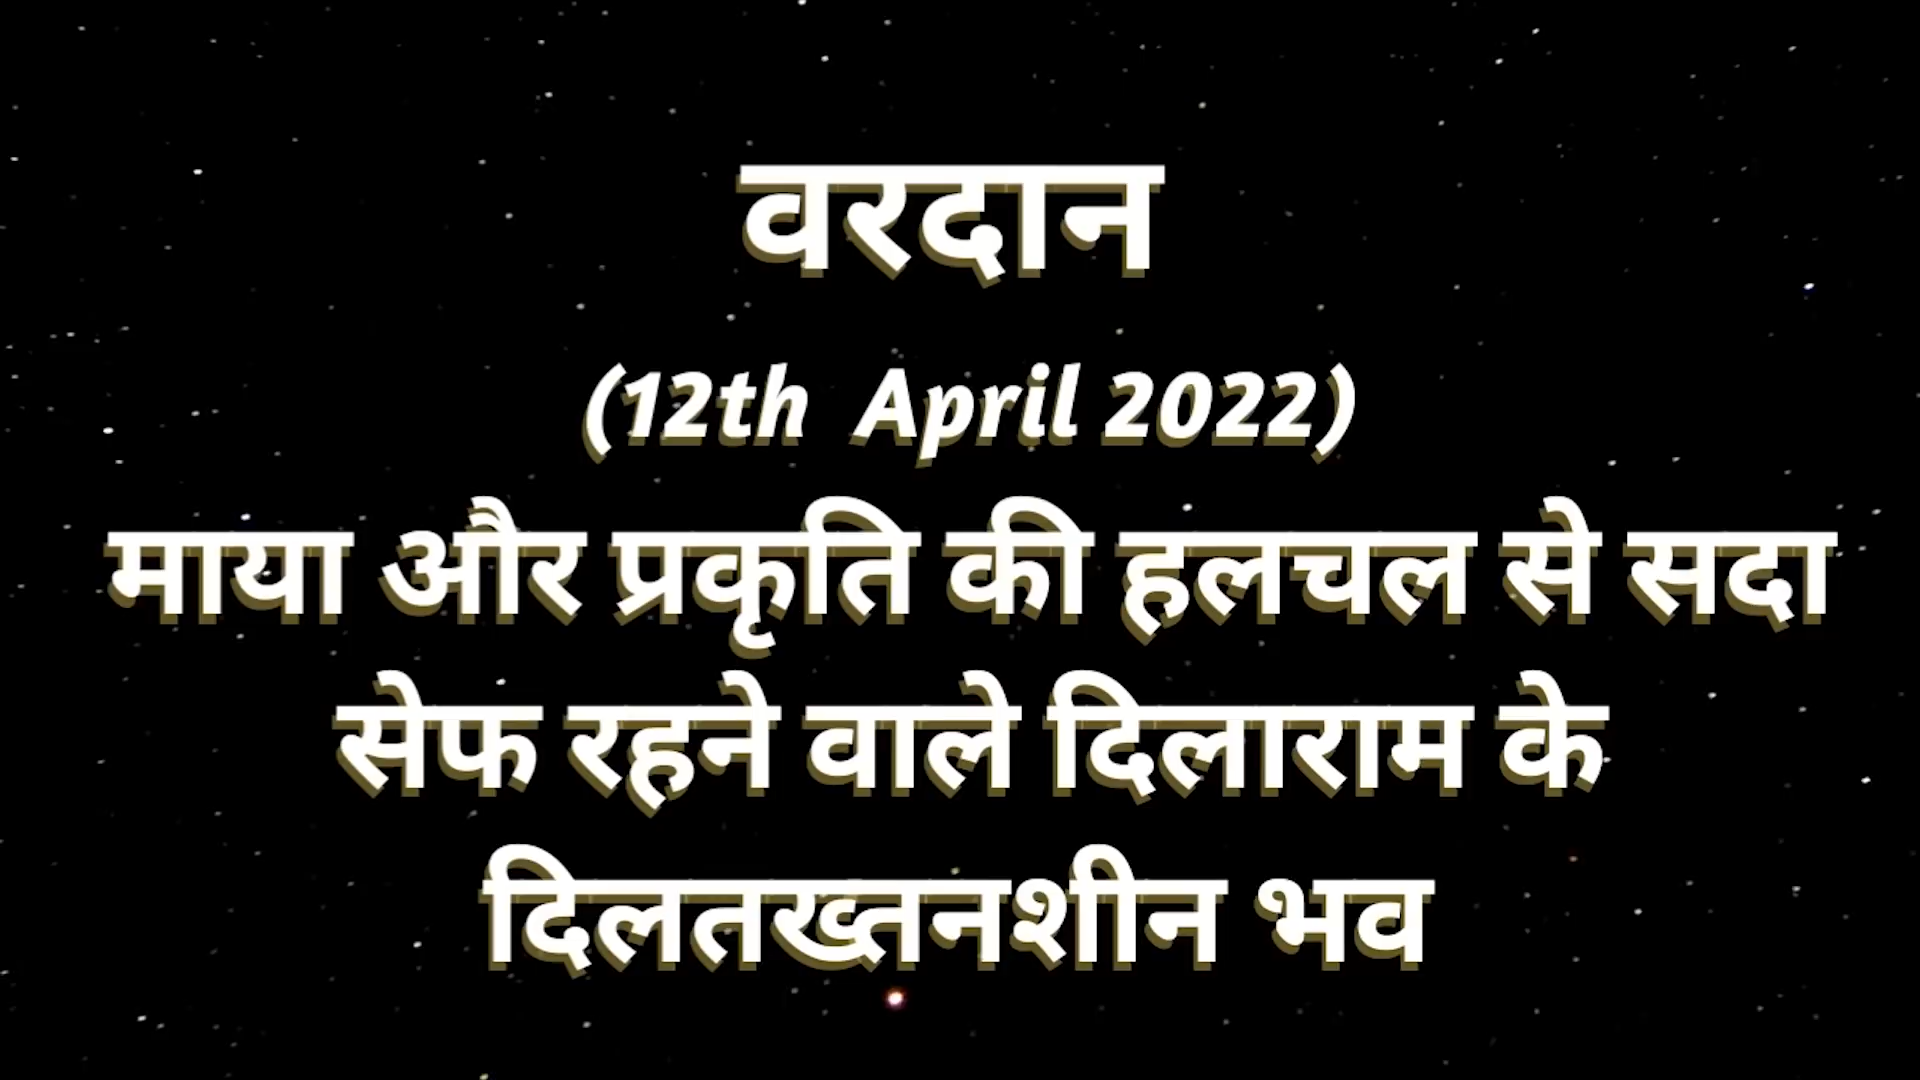 वरदान
(12th April 2022)
माया और प्रकृति की हलचल से सदा
सेफ रहने वाले दिलाराम के
दिलतख्तनशीन भव